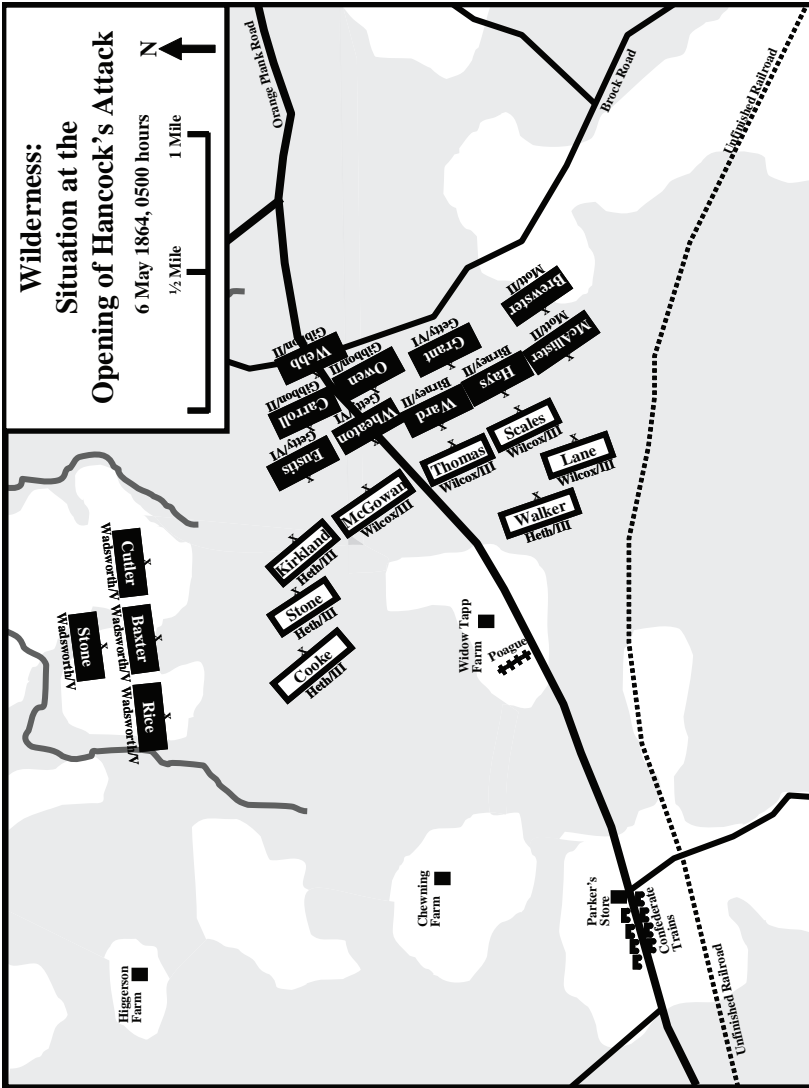 Wilderness:
Situation at the
Opening of Hancock's Attack
6 May 1864, 0500 hours
½ Mile
1 Mile
N
Orange Plank Road
Brock Road
Unfinished Railroad
Brewster
Mott/II
McAllister
Mott/II
Grant
Getty/VI
Hays
Birney/II
Ward
Birney/II
Webb
Gibbon/II
Owen
Gibbon/II
Carroll
Gibbon/II
Wheaton
Getty/VI
Eustis
Getty/VI
Scales
Wilcox/III
Thomas
Wilcox/III
Lane
Wilcox/III
Walker
Heth/III
McGowan
Wilcox/III
Kirkland
Heth/III
Stone
Heth/III
Cooke
Heth/III
Cutler
Wadsworth/V
Baxter
Wadsworth/V
Stone
Wadsworth/V
Rice
Wadsworth/V
Widow Tapp
Farm
Poague
Chewning
Farm
Parker's
Store
Confederate
Trains
Higgerson
Farm
Unfinished Railroad